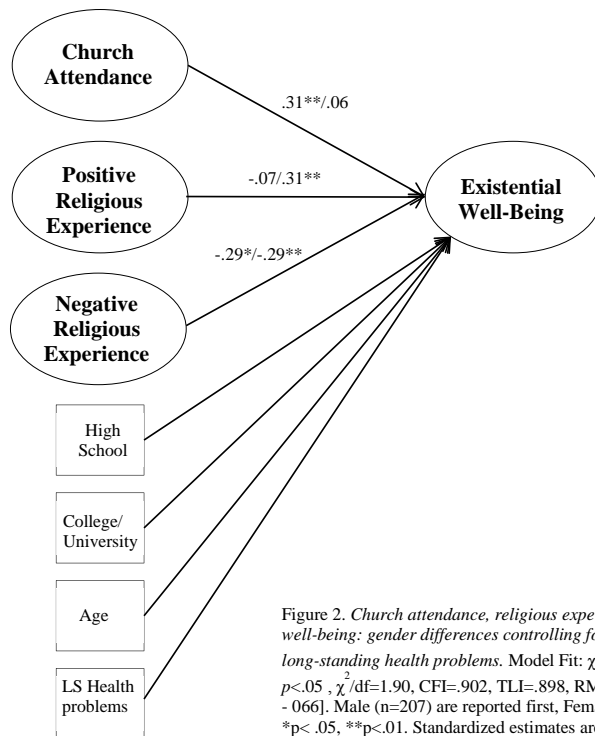 Church
Attendance
.31**/.06
Positive
Religious
Experience
-.07/.31**
Existential
Well-Being
-.29*/-.29**
Negative
Religious
Experience
High
School
College/
University
Age
LS Health
problems
Figure 2. Church attendance, religious expe
well-being: gender differences controlling fo
long-standing health problems. Model Fit: χ
p<.05 , χ²/df=1.90, CFI=.902, TLI=.898, RM
- 066]. Male (n=207) are reported first, Fem
*p< .05, **p<.01. Standardized estimates are